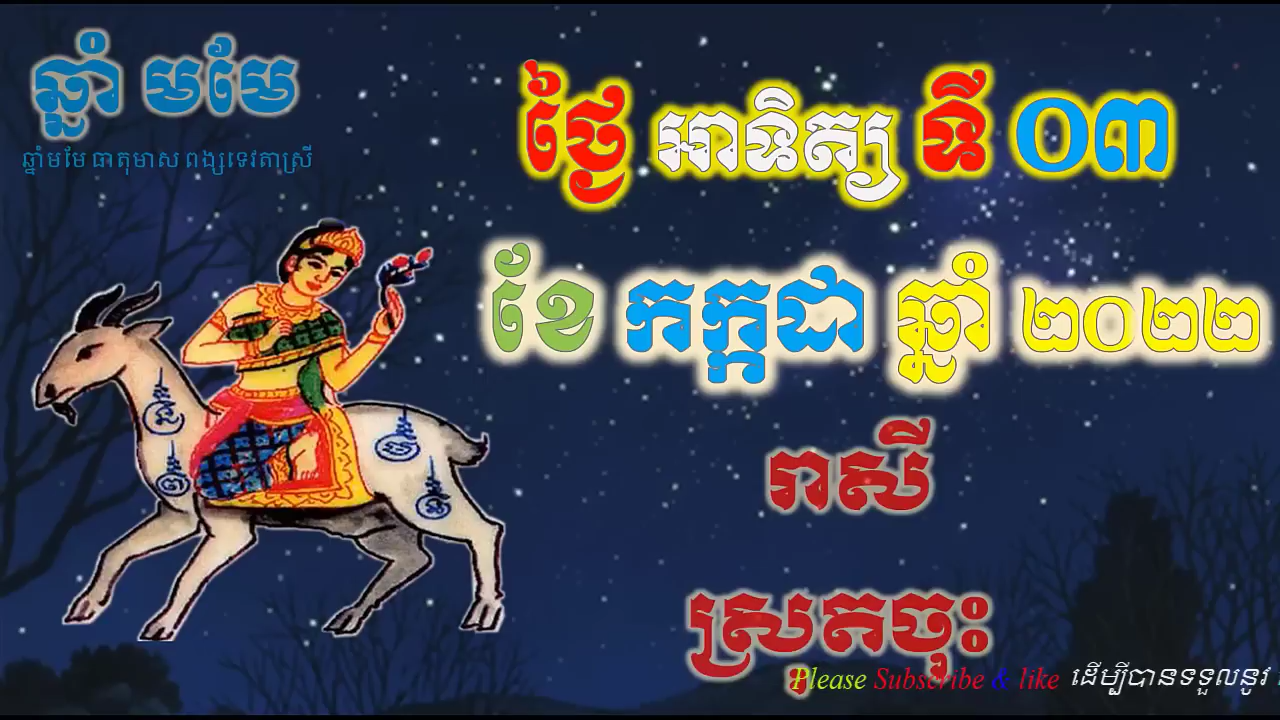 ឆ្នាំ មមែ
ឆ្នាំមមែ ធាតុមាស ពង្សទេវតាស្រី
ថ្ងៃ អាទិត្យ ទី ០៣
ខែ កក្កដា ឆ្នាំ ២០២២
រាសី
ស្រុតចុះ
Please Subscribe & like ដើម្បីបានទទួលនូវ